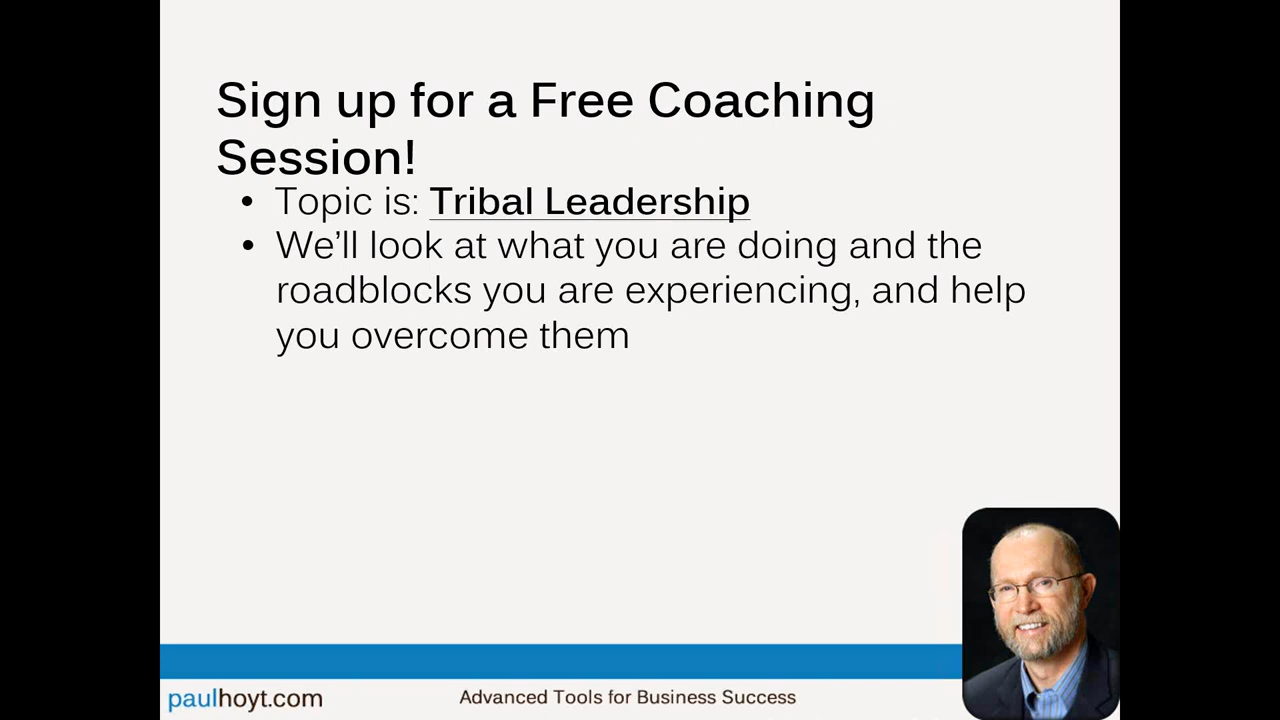 Sign up for a Free Coaching
Session!
• Topic is: Tribal Leadership
• We’ll look at what you are doing and the
roadblocks you are experiencing, and help
you overcome them
paulhoyt.com
Advanced Tools for Business Success